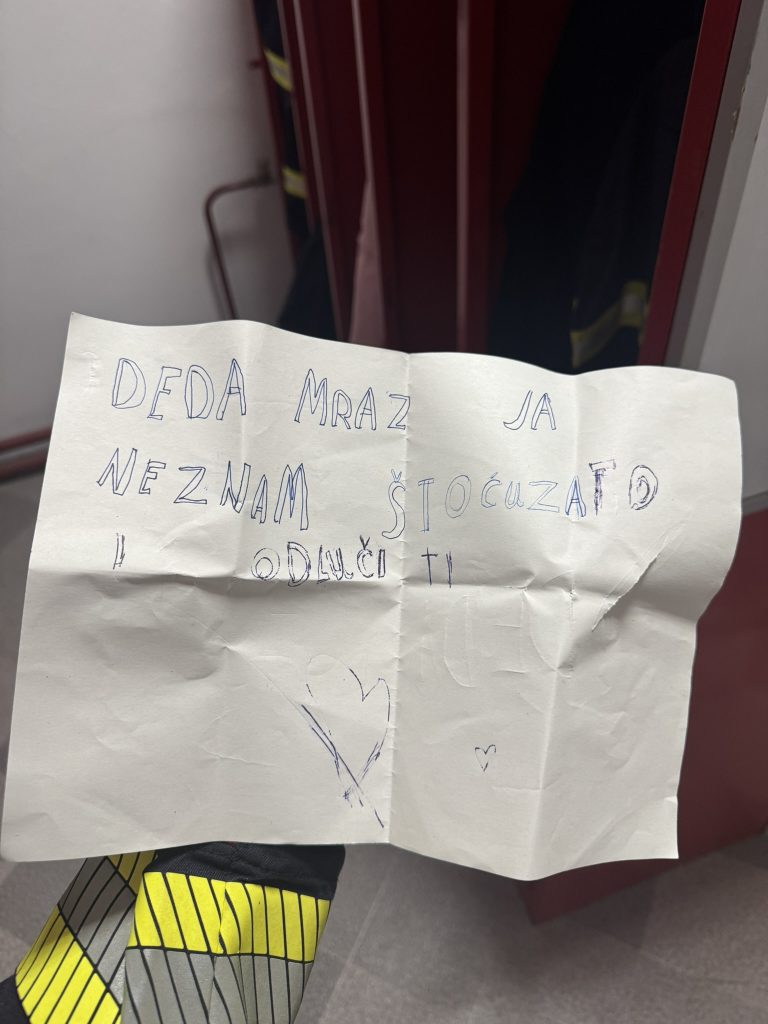 DEDA MRAZ JA
NEZNAM ŠTOĆUZATO
I ODLUČI TI